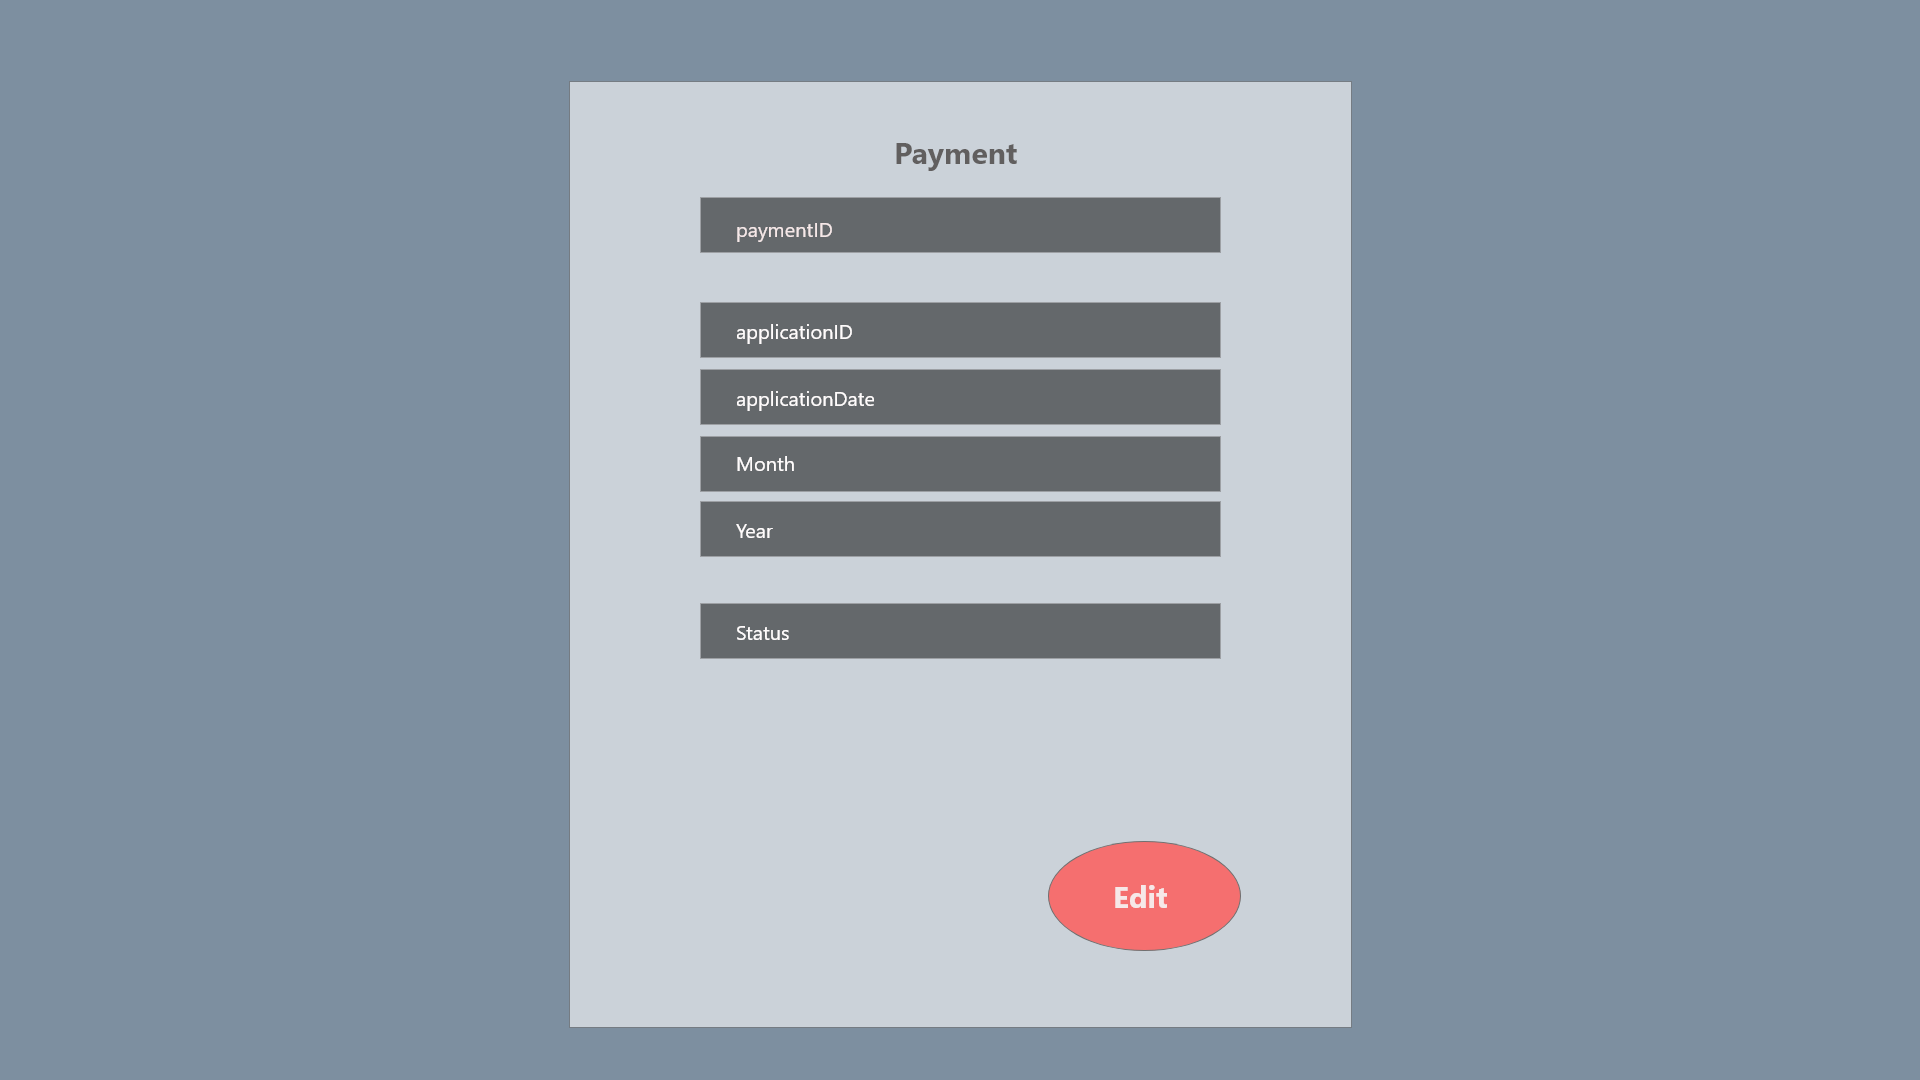 Payment
paymentID
applicationID
applicationDate
Month
Year
Status
Edit